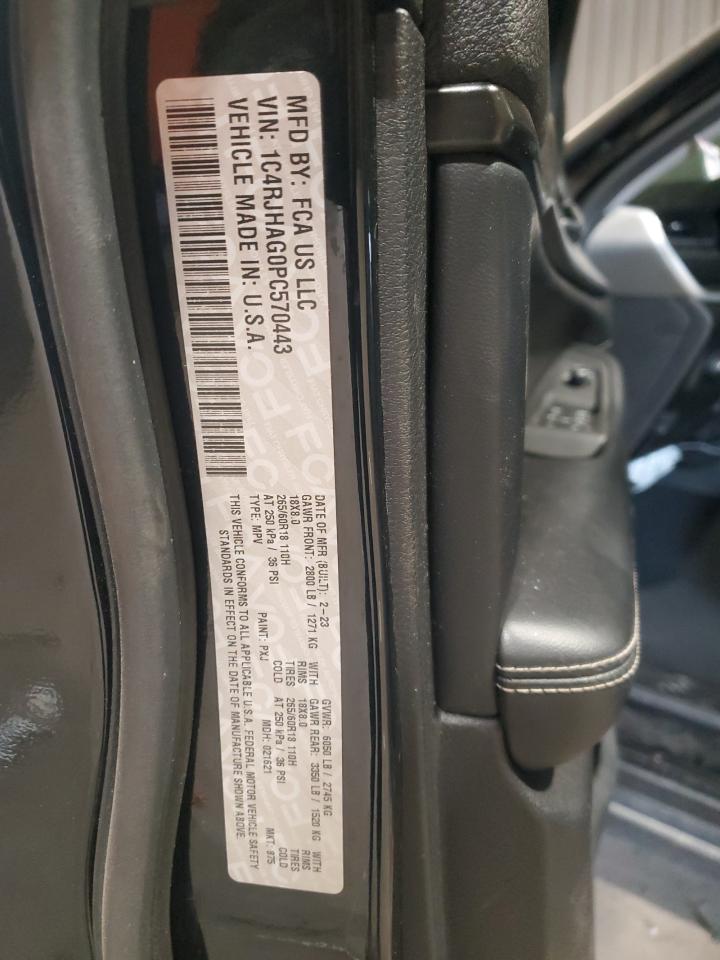 MFD BY: FCA US LLC
VIN: 1C4RJHAG0PC570443
VEHICLE MADE IN: U.S.A.
DATE OF MFR (BUILT): 2-23 GVWR: 6050 LB / 2745 KG
GAWR FRONT: 2800 LB / 1271 KG WITH GAWR REAR: 3350 LB / 1520 KG WITH
18X8.0 RIMS 18X8.0 RIMS
265/60R18 110H TIRES 265/60R18 110H TIRES
AT 250 kPa / 36 PSI COLD AT 250 kPa / 36 PSI COLD
TYPE: MPV PAINT: PXJ MDH: 021621 MKT: 875
THIS VEHICLE CONFORMS TO ALL APPLICABLE U.S.A. FEDERAL MOTOR VEHICLE SAFETY
STANDARDS IN EFFECT ON THE DATE OF MANUFACTURE SHOWN ABOVE.